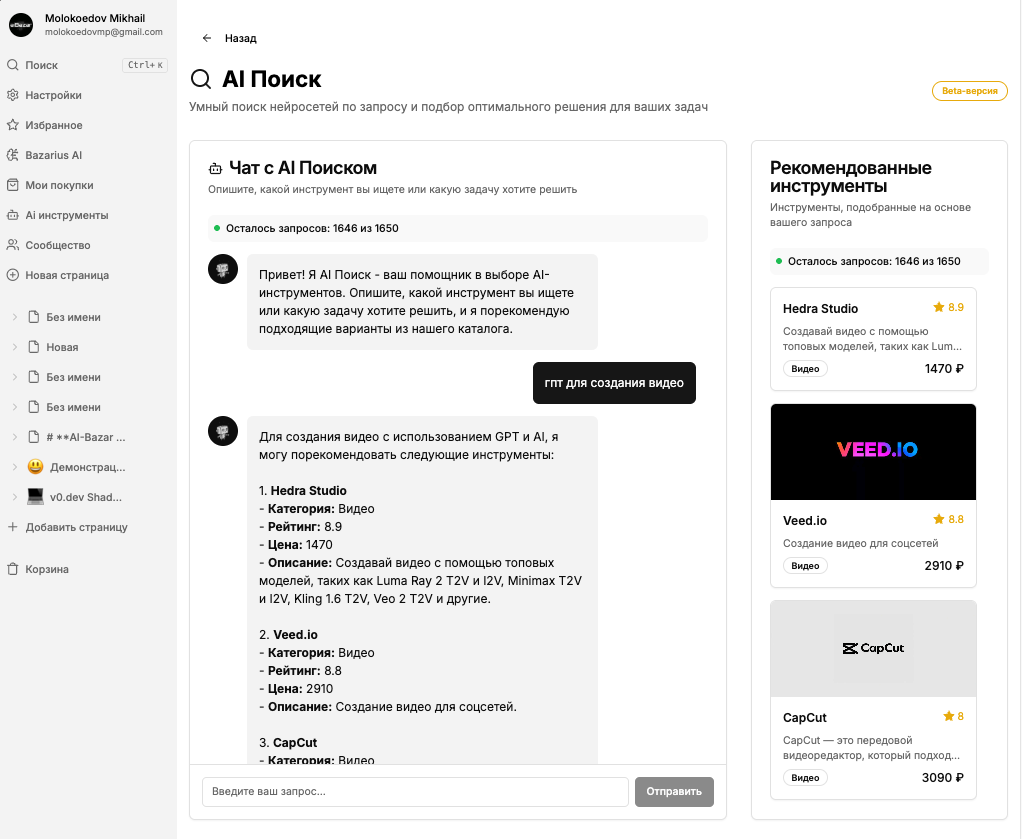 Molokoedov Mikhail
molokoedovmp@gmail.com
Поиск
Ctrl+ K
Настройки
Избранное
Bazarius AI
Мои покупки
Ai инструменты
Сообщество
Новая страница
Без имени
Новая
Без имени
Без имени
# **AI-Bazar ...
Демонстрац...
v0.dev Shad...
Добавить страницу
Корзина
Назад
AI Поиск
Умный поиск нейросетей по запросу и подбор оптимального решения для ваших задач
Beta-версия
Чат с AI Поиском
Опишите, какой инструмент вы ищете или какую задачу хотите решить
Осталось запросов: 1646 из 1650
Привет! Я AI Поиск - ваш помощник в выборе AI-
инструментов. Опишите, какой инструмент вы ищете
или какую задачу хотите решить, и я порекомендую
подходящие варианты из нашего каталога.
гпт для создания видео
Для создания видео с использованием GPT и AI, я
могу порекомендовать следующие инструменты:
1. Hedra Studio
- Категория: Видео
- Рейтинг: 8.9
- Цена: 1470
- Описание: Создавай видео с помощью топовых
моделей, таких как Luma Ray 2 T2V и I2V, Minimax T2V
и I2V, Kling 1.6 T2V, Veo 2 T2V и другие.
2. Veed.io
- Категория: Видео
- Рейтинг: 8.8
- Цена: 2910
- Описание: Создание видео для соцсетей.
3. CapCut
- Категория: Видео
Введите ваш запрос...
Отправить
Рекомендованные
инструменты
Инструменты, подобранные на основе
вашего запроса
Осталось запросов: 1646 из 1650
Hedra Studio
8.9
Создавай видео с помощью
топовых моделей, таких как Lum...
Видео
1470 ₽
VEED.IO
Veed.io
8.8
Создание видео для соцсетей
Видео
2910 ₽
CapCut
CapCut
8
CapCut — это передовой
видеоредактор, который подход...
Видео
3090 ₽